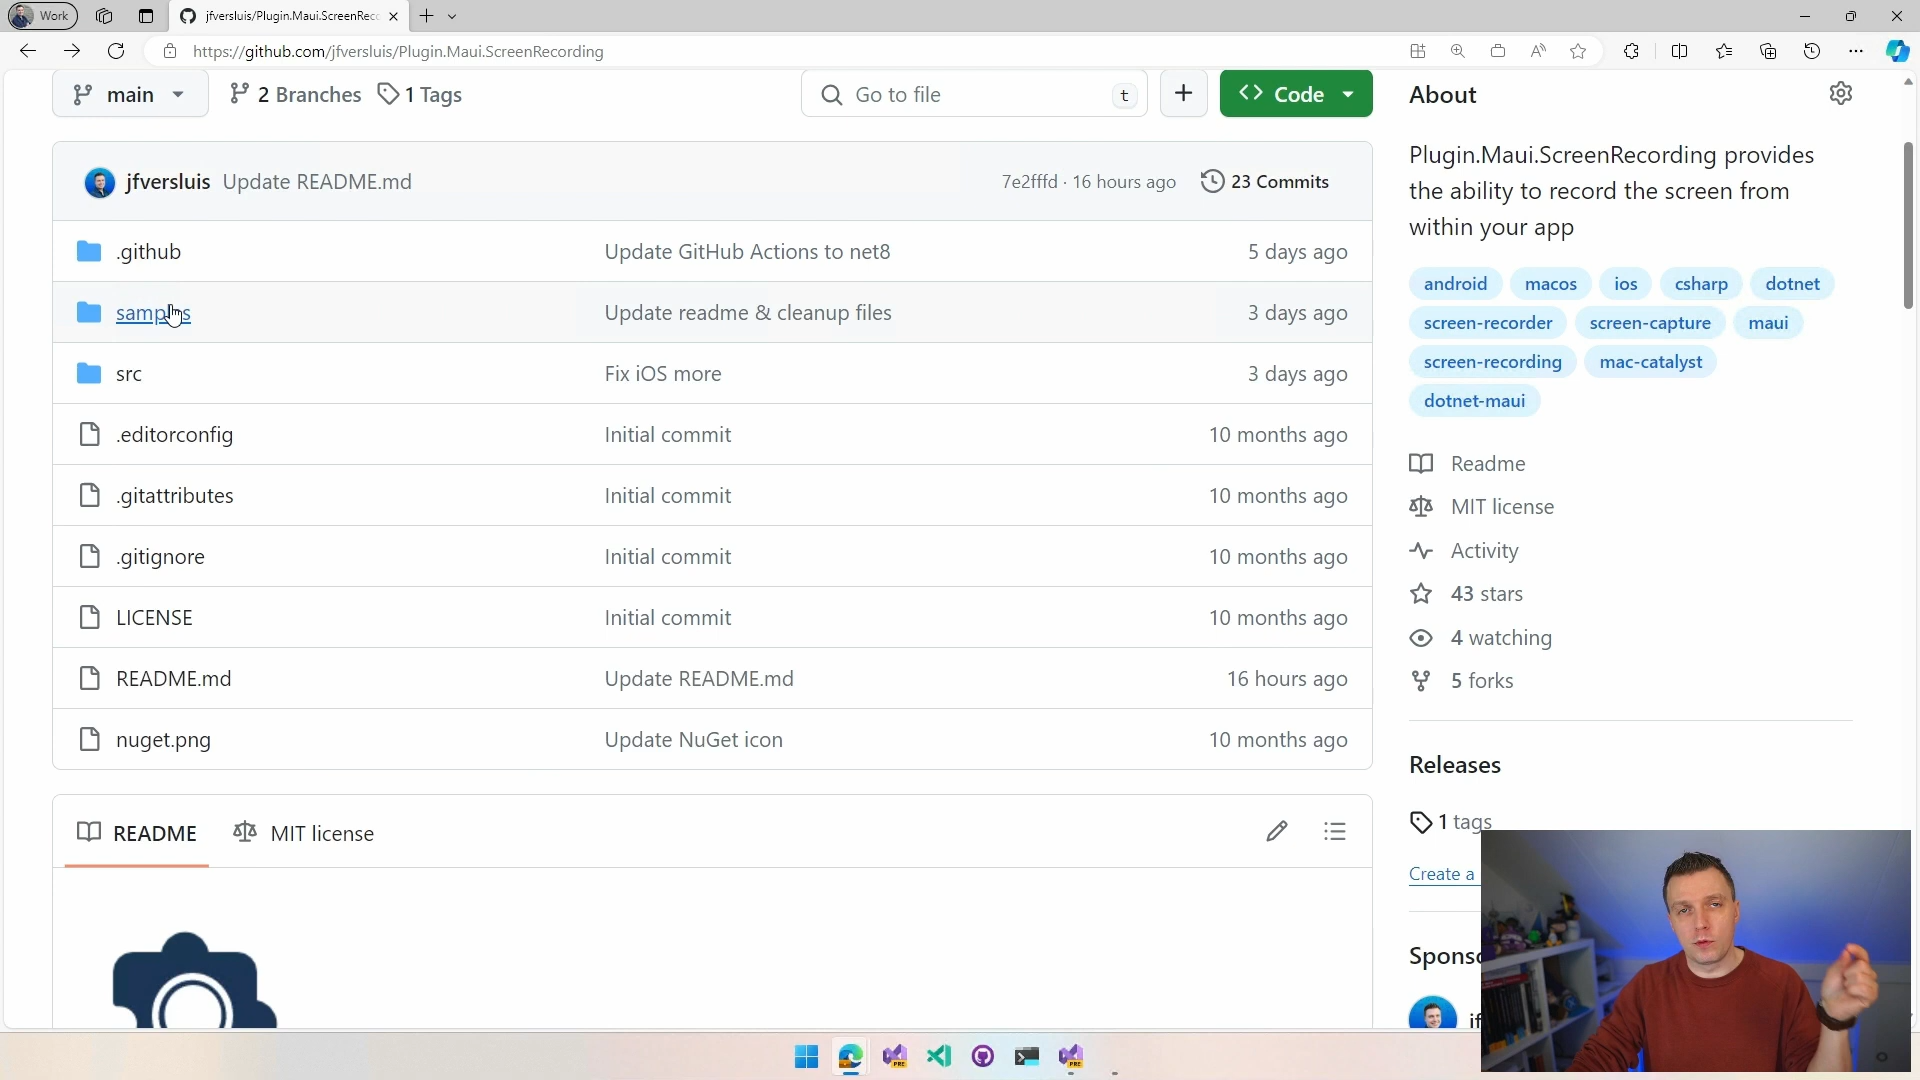 Work
jfversluis/Plugin.Maui.ScreenRec
https://github.com/jfversluis/Plugin.Maui.ScreenRecording
main
2 Branches
1 Tags
Go to file
t
Code
jfversluis
Update README.md
7e2fffd · 16 hours ago
23 Commits
.github
Update GitHub Actions to net8
5 days ago
samples
Update readme & cleanup files
3 days ago
src
Fix iOS more
3 days ago
.editorconfig
Initial commit
10 months ago
.gitattributes
Initial commit
10 months ago
.gitignore
Initial commit
10 months ago
LICENSE
Initial commit
10 months ago
README.md
Update README.md
16 hours ago
nuget.png
Update NuGet icon
10 months ago
README
MIT license
About
Plugin.Maui.ScreenRecording provides
the ability to record the screen from
within your app
android
macos
ios
csharp
dotnet
screen-recorder
screen-capture
maui
screen-recording
mac-catalyst
dotnet-maui
Readme
MIT license
Activity
43 stars
4 watching
5 forks
Releases
1 tags
Create a
Sponso
PRE
PRE